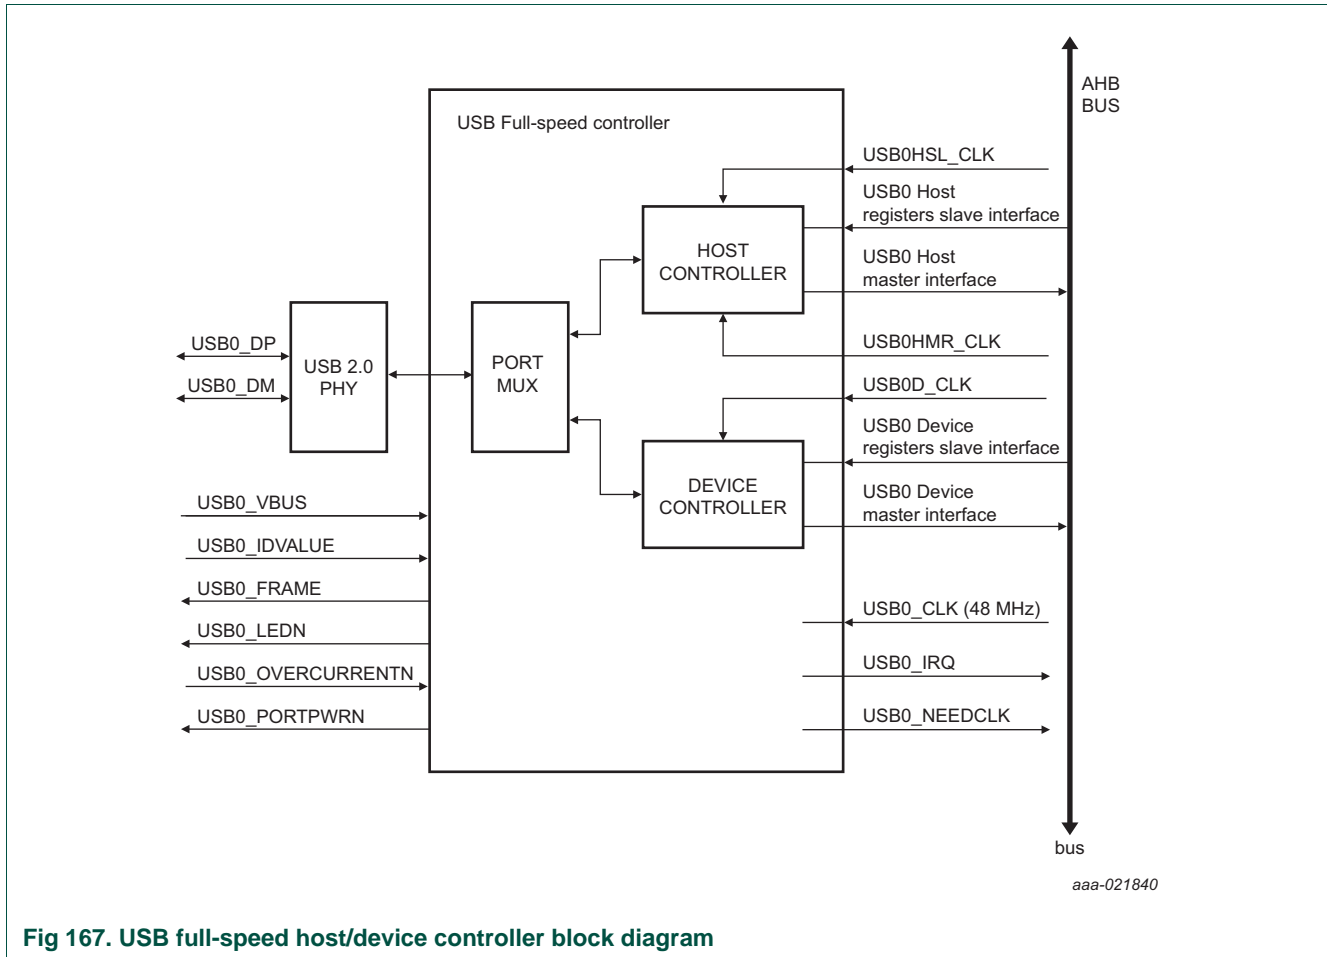 AHB
BUS
USB Full-speed controller
USB0HSL_CLK
USB0 Host
registers slave interface
HOST
CONTROLLER
USB0 Host
master interface
USB0_DP
USB0_DM
USB 2.0
PHY
PORT
MUX
USB0HMR_CLK
USB0D_CLK
USB0 Device
registers slave interface
DEVICE
CONTROLLER
USB0 Device
master interface
USB0_VBUS
USB0_IDVALUE
USB0_FRAME
USB0_LEDN
USB0_OVERCURRENTN
USB0_PORTPWRN
USB0_CLK (48 MHz)
USB0_IRQ
USB0_NEEDCLK
bus
aaa-021840
Fig 167. USB full-speed host/device controller block diagram